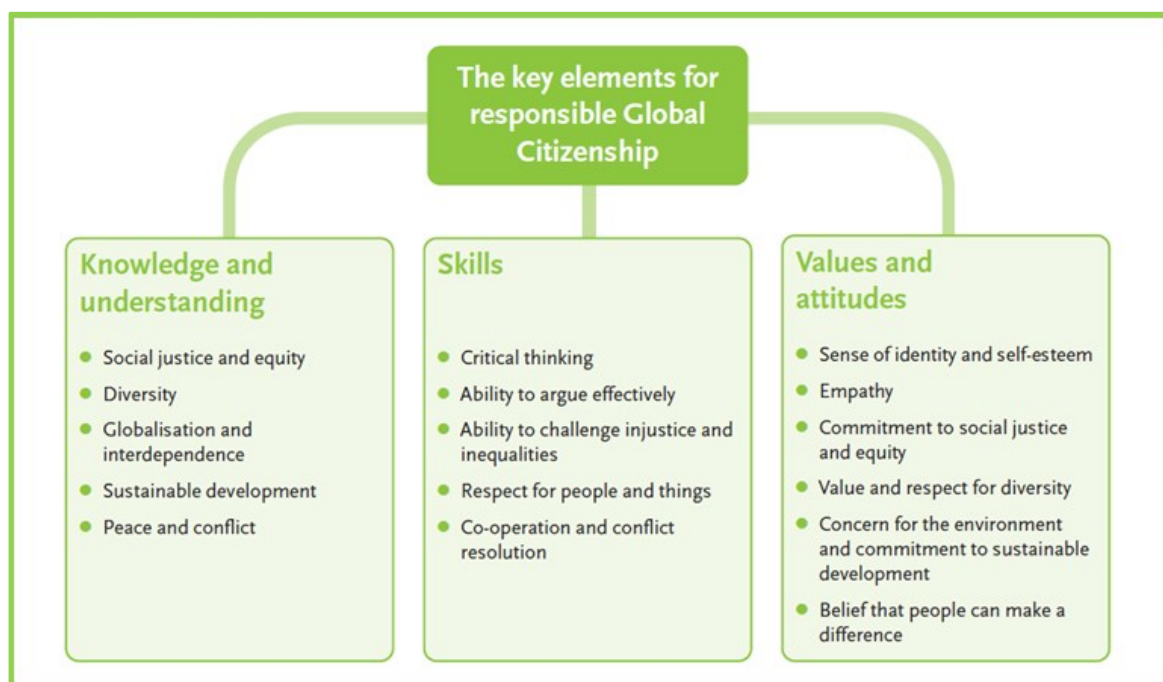 The key elements for
responsible Global
Citizenship
Knowledge and
understanding
● Social justice and equity
● Diversity
● Globalisation and
interdependence
● Sustainable development
● Peace and conflict
Skills
● Critical thinking
● Ability to argue effectively
● Ability to challenge injustice and
inequalities
● Respect for people and things
● Co-operation and conflict
resolution
Values and
attitudes
● Sense of identity and self-esteem
● Empathy
● Commitment to social justice
and equity
● Value and respect for diversity
● Concern for the environment
and commitment to sustainable
development
● Belief that people can make a
difference